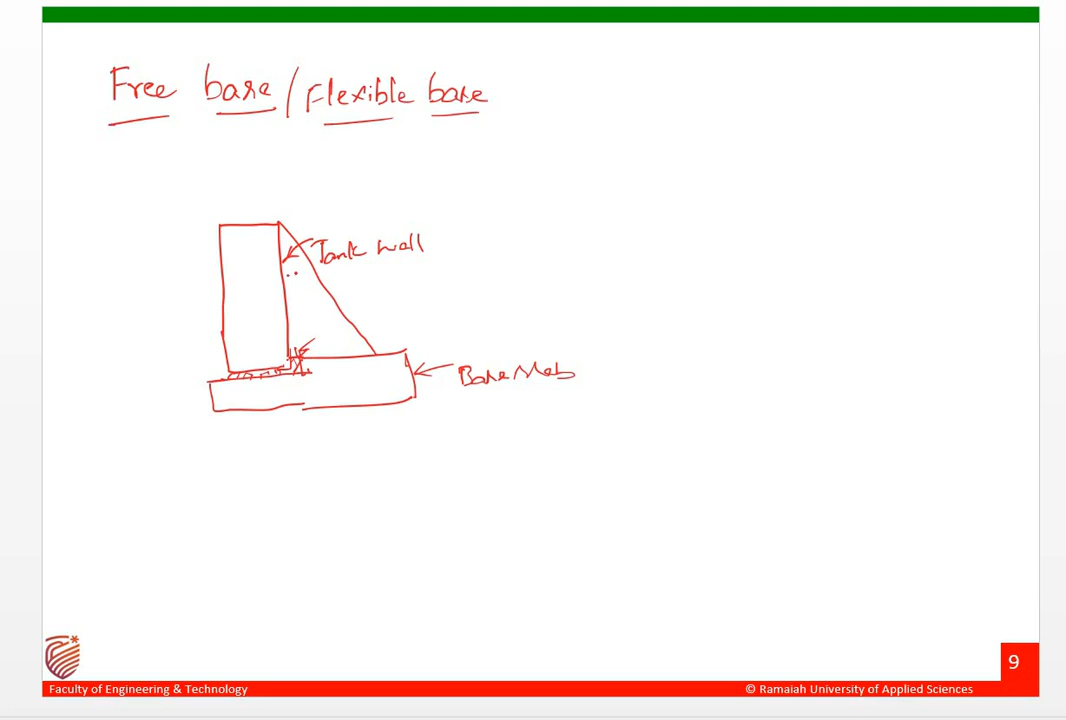 Free base / Flexible base
Tank wall
Base slab
9
Faculty of Engineering & Technology
© Ramaiah University of Applied Sciences